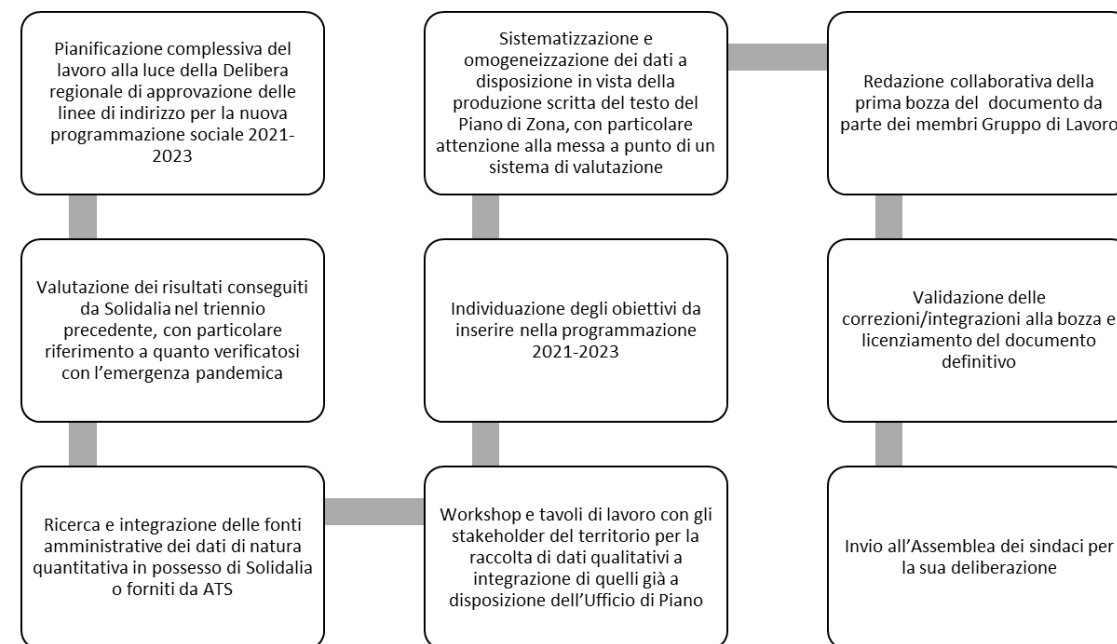 Pianificazione complessiva del
lavoro alla luce della Delibera
regionale di approvazione delle
linee di indirizzo per la nuova
programmazione sociale 2021-
2023
Valutazione dei risultati conseguiti
da Solidalia nel triennio
precedente, con particolare
riferimento a quanto verificatosi
con l’emergenza pandemica
Ricerca e integrazione delle fonti
amministrative dei dati di natura
quantitativa in possesso di Solidalia
o forniti da ATS
Workshop e tavoli di lavoro con gli
stakeholder del territorio per la
raccolta di dati qualitativi a
integrazione di quelli già a
disposizione dell’Ufficio di Piano
Individuazione degli obiettivi da
inserire nella programmazione
2021-2023
Sistematizzazione e
omogeneizzazione dei dati a
disposizione in vista della
produzione scritta del testo del
Piano di Zona, con particolare
attenzione alla messa a punto di un
sistema di valutazione
Redazione collaborativa della
prima bozza del documento da
parte dei membri Gruppo di Lavoro
Validazione delle
correzioni/integrazioni alla bozza e
licenziamento del documento
definitivo
Invio all’Assemblea dei sindaci per
la sua deliberazione